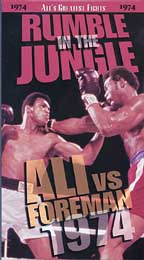 1974 ALI'S GREATEST FIGHTS 1974
RUMBLE
IN THE
JUNGLE
ALI VS
FOREMAN
1974